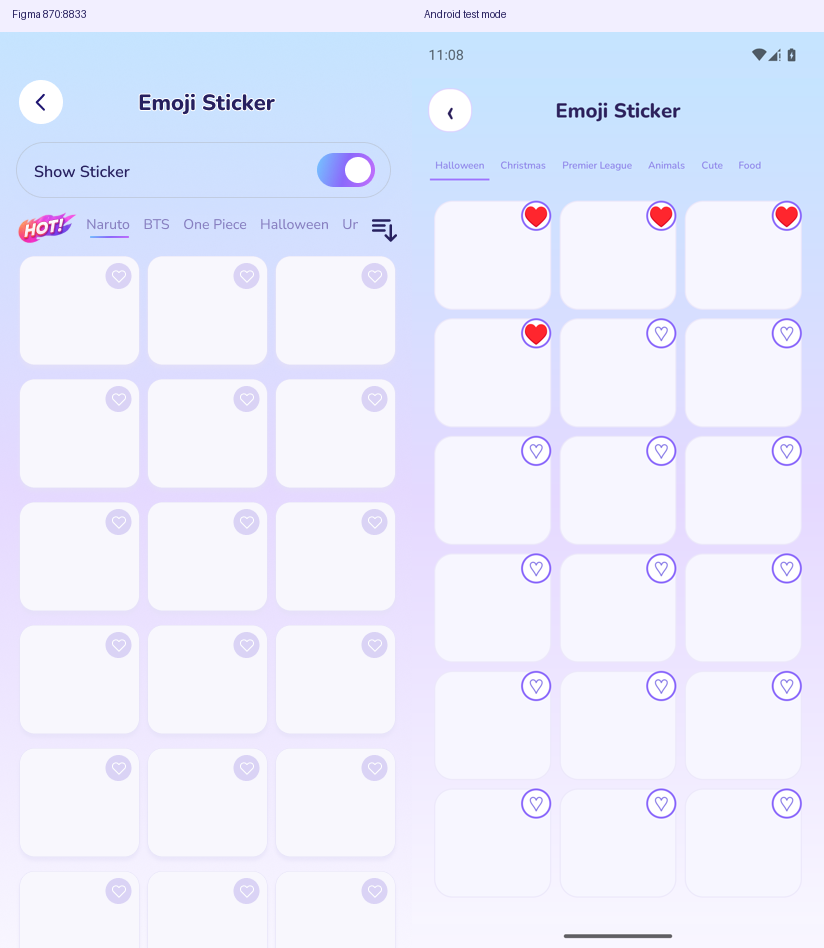 Figma 870:8833
Android test mode
11:08
Emoji Sticker
Emoji Sticker
Show Sticker
Halloween Christmas Premier League Animals Cute Food
HOT! Naruto BTS One Piece Halloween Ur